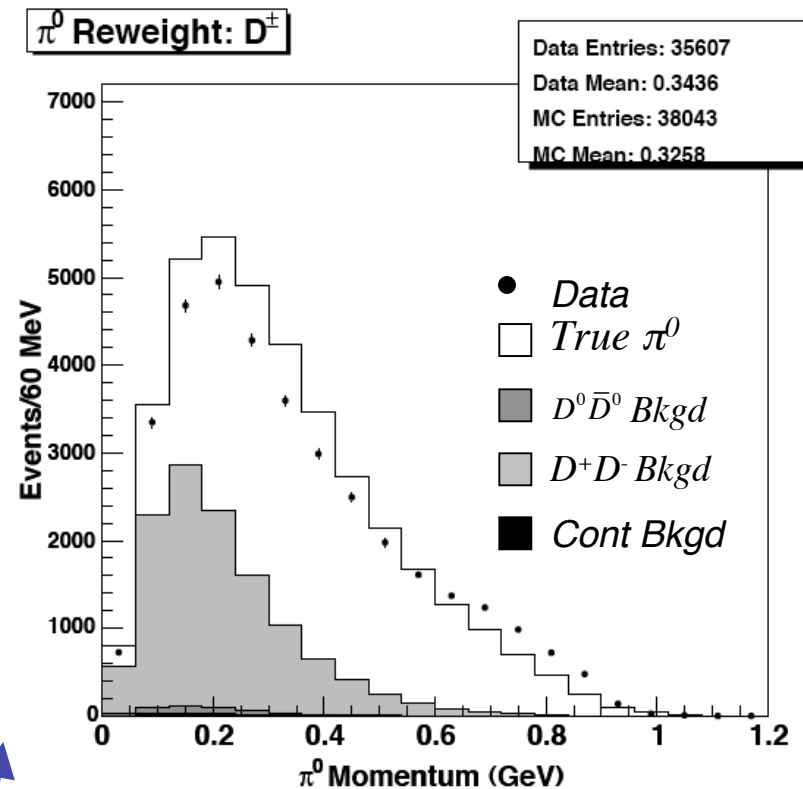 π⁰ Reweight: D±
Data Entries: 35607
Data Mean: 0.3436
MC Entries: 38043
MC Mean: 0.3258
7000
6000
5000
4000
3000
2000
1000
0
Events/60 MeV
Data
True π⁰
D⁰D̄⁰ Bkgd
D⁺D⁻ Bkgd
Cont Bkgd
0 0.2 0.4 0.6 0.8 1 1.2
π⁰ Momentum (GeV)